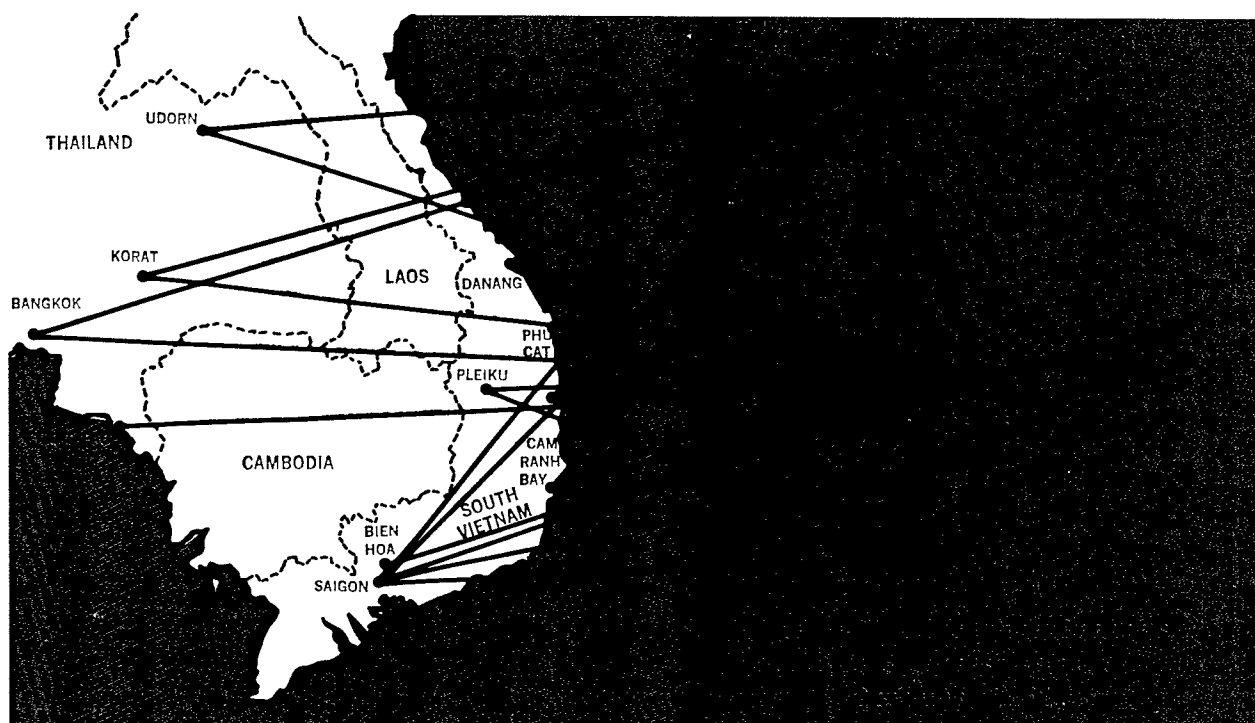 UDORN
THAILAND
KORAT
LAOS
DANANG
BANGKOK
PHU
CAT
PLEIKU
CAM
RANH
BAY
CAMBODIA
SOUTH
VIETNAM
BIEN
HOA
SAIGON